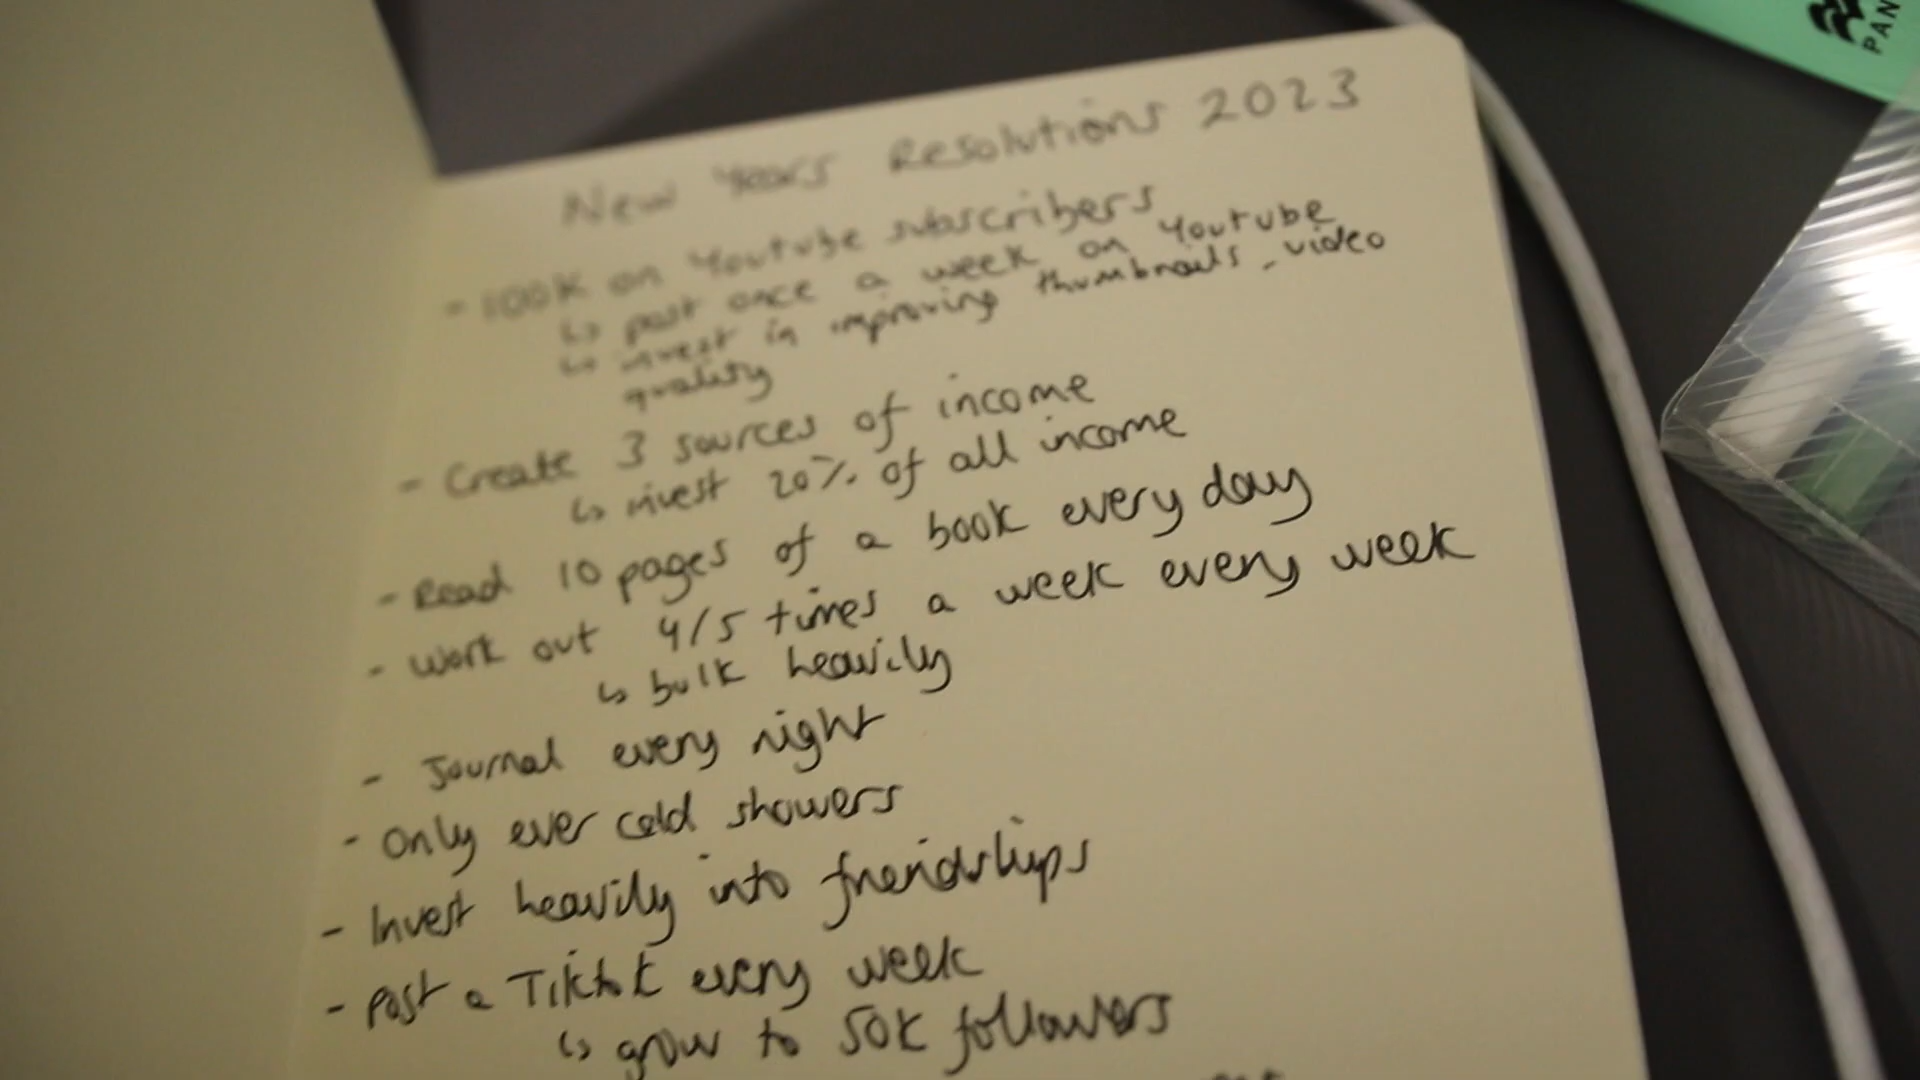 New Years Resolutions 2023
- 100K on Youtube subscribers
↳ post once a week on Youtube
↳ invest in improving thumbnails, video
quality
- Create 3 sources of income
↳ invest 20% of all income
- Read 10 pages of a book every day
- Work out 4/5 times a week every week
↳ bulk heavily
- Journal every night
- Only ever cold showers
- Invest heavily into friendships
- Post a Tiktok every week
↳ grow to 50K followers
PAN